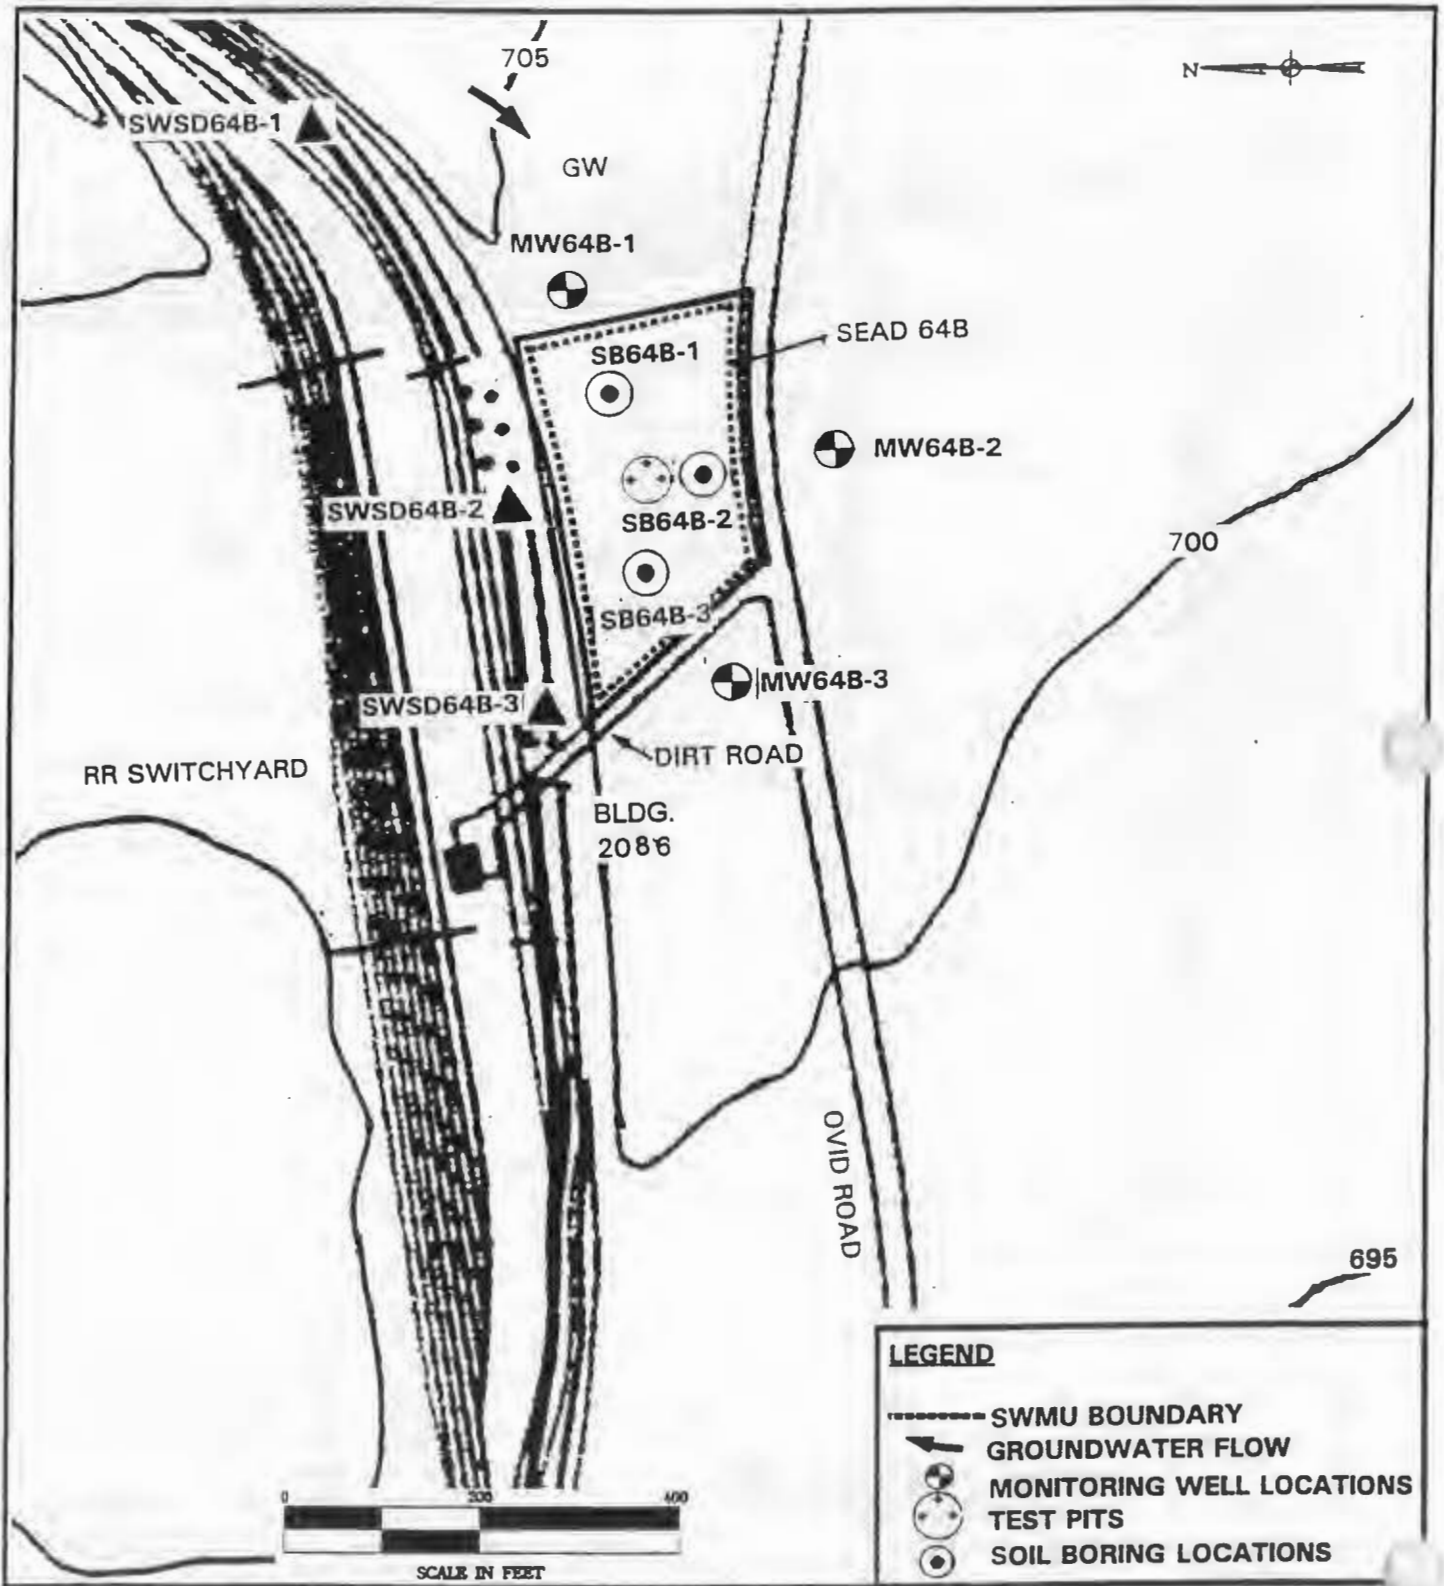 705
N
SWSD64B-1
GW
MW64B-1
SEAD 64B
SB64B-1
MW64B-2
SWSD64B-2
SB64B-2
700
SB64B-3
MW64B-3
SWSD64B-3
DIRT ROAD
RR SWITCHYARD
BLDG.
2086
OVID ROAD
695
LEGEND
SWMU BOUNDARY
GROUNDWATER FLOW
MONITORING WELL LOCATIONS
TEST PITS
SOIL BORING LOCATIONS
0 200 400
SCALE IN FEET